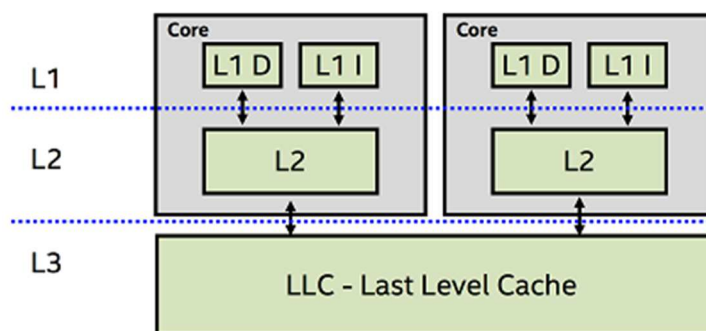 Core
Core
L1
L1 D
L1 I
L1 D
L1 I
L2
L2
L2
L3
LLC - Last Level Cache